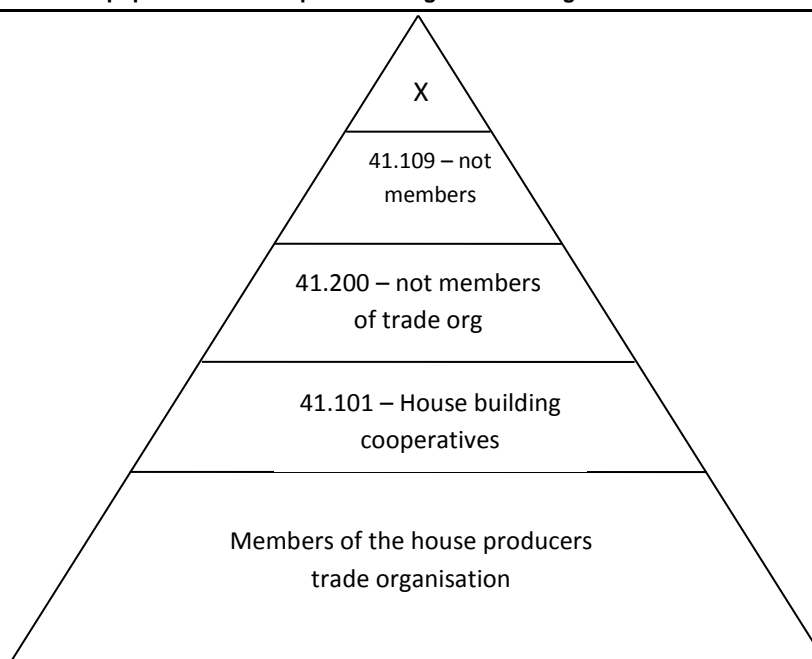 X
41.109 – not
members
41.200 – not members
of trade org
41.101 – House building
cooperatives
Members of the house producers
trade organisation